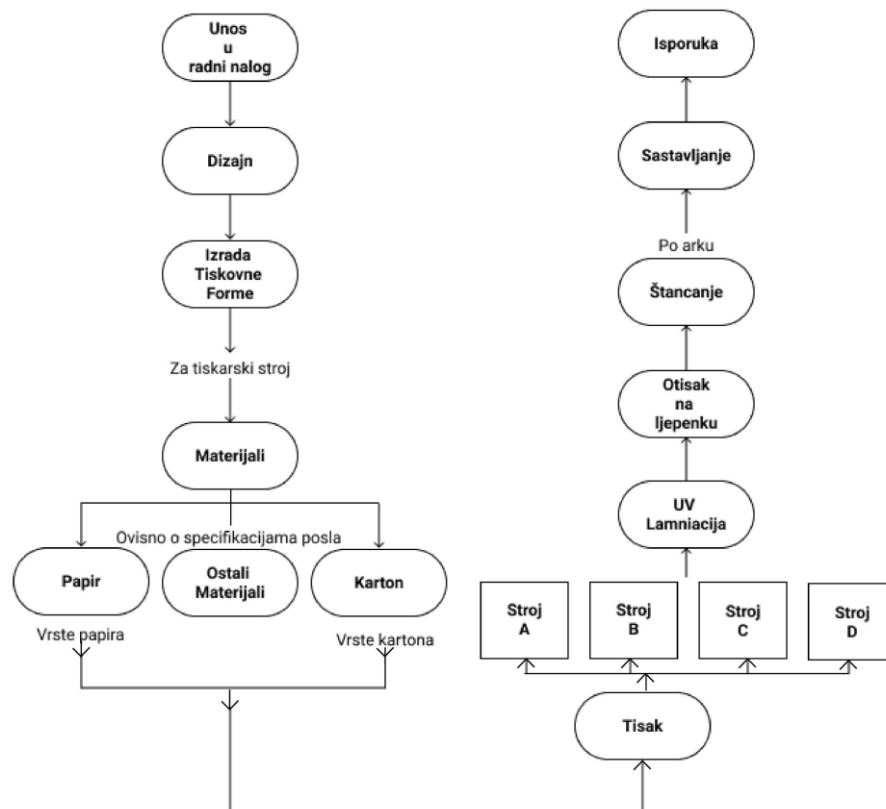 Unos
u
radni nalog
Dizajn
Izrada
Tiskovne
Forme
Za tiskarski stroj
Materijali
Ovisno o specifikacijama posla
Papir
Ostali
Materijali
Karton
Vrste papira
Vrste kartona
Isporuka
Sastavljanje
Po arku
Štancanje
Otisak
na
ljepenku
UV
Lamniacija
Stroj
A
Stroj
B
Stroj
C
Stroj
D
Tisak